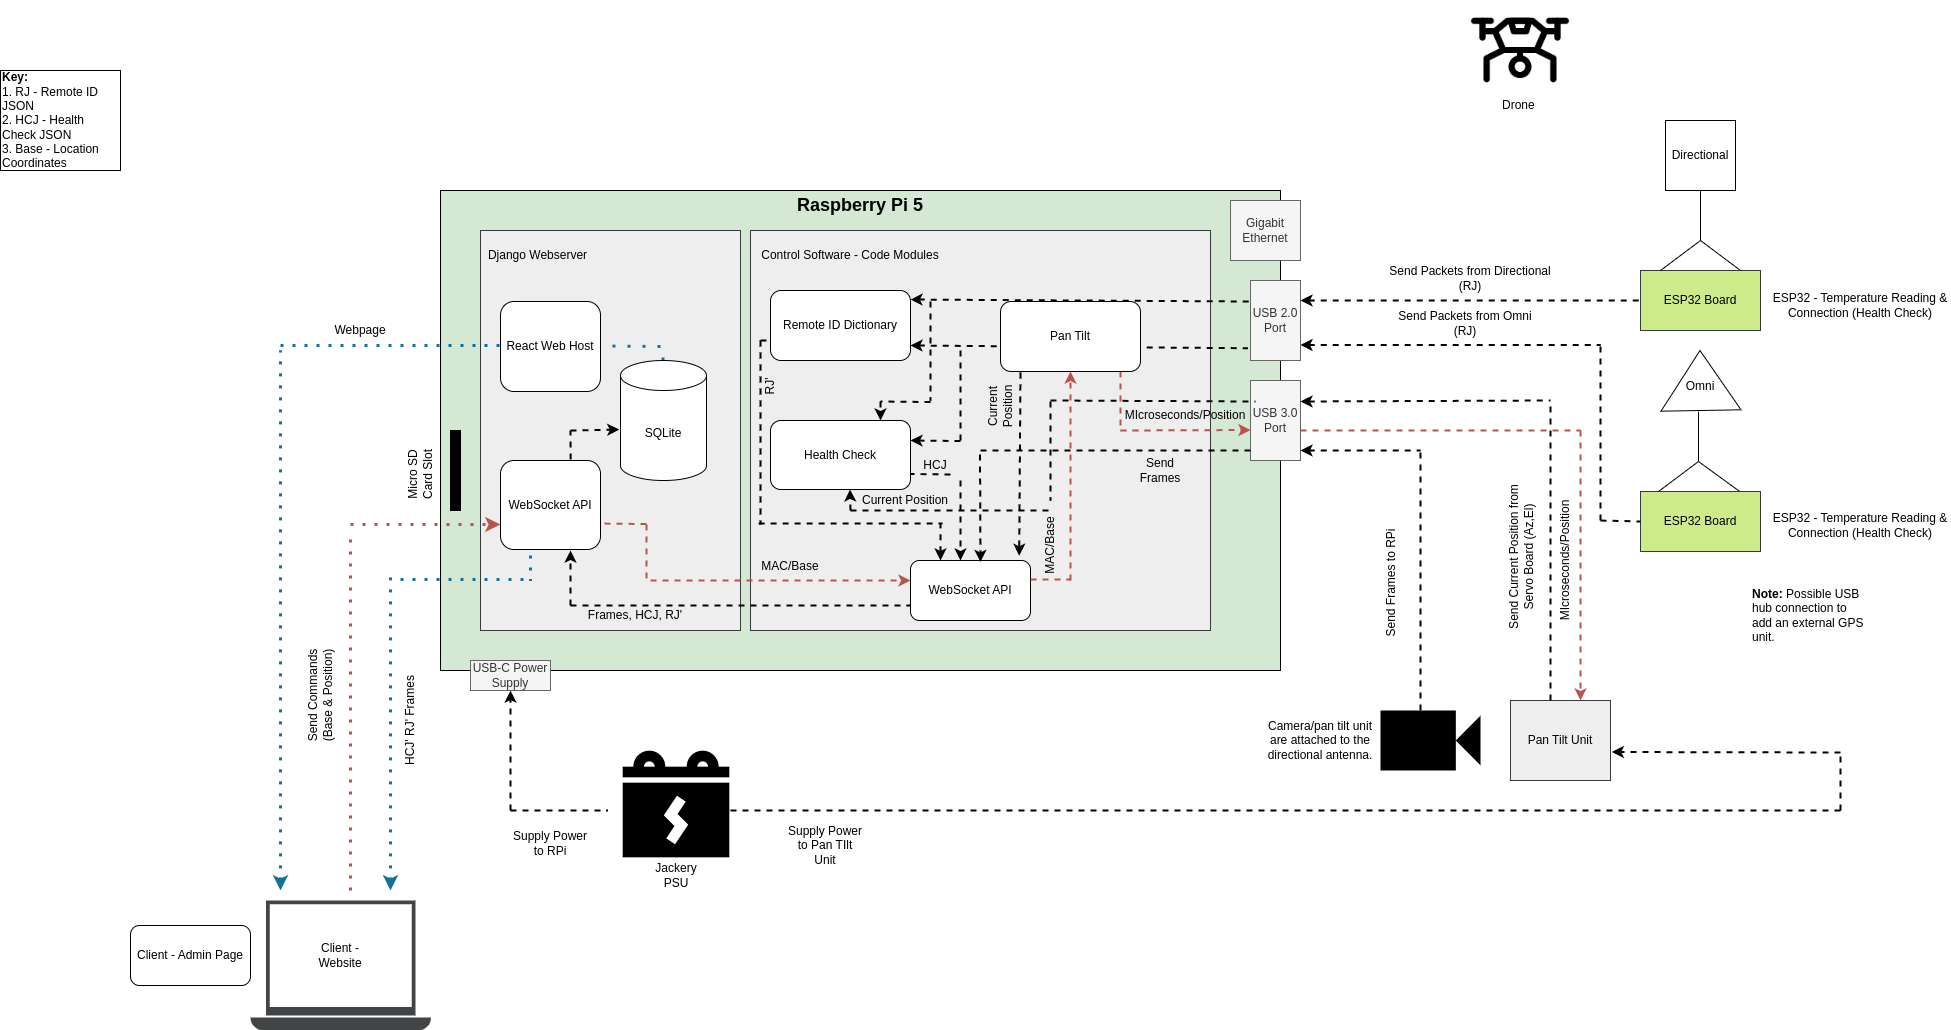 Drone
Key:
1. RJ - Remote ID
JSON
2. HCJ - Health
Check JSON
3. Base - Location
Coordinates
Directional
Raspberry Pi 5
Gigabit
Ethernet
Django Webserver
Control Software - Code Modules
Send Packets from Directional
(RJ)
ESP32 Board
ESP32 - Temperature Reading &
Connection (Health Check)
Webpage
React Web Host
Remote ID Dictionary
Pan Tilt
USB 2.0
Port
Send Packets from Omni
(RJ)
Omni
RJ'
Current
Position
MIcroseconds/Position
USB 3.0
Port
SQLite
Micro SD
Card Slot
Health Check
HCJ
Send
Frames
WebSocket API
Current Position
MAC/Base
Send Frames to RPi
Send Current Position from
Servo Board (Az,El)
MIcroseconds/Position
ESP32 Board
ESP32 - Temperature Reading &
Connection (Health Check)
MAC/Base
WebSocket API
Frames, HCJ, RJ'
Note: Possible USB
hub connection to
add an external GPS
unit.
USB-C Power
Supply
Send Commands
(Base & Position)
HCJ' RJ' Frames
Camera/pan tilt unit
are attached to the
directional antenna.
Pan Tilt Unit
Supply Power
to RPi
Supply Power
to Pan TIlt
Unit
Jackery
PSU
Client - Admin Page
Client -
Website